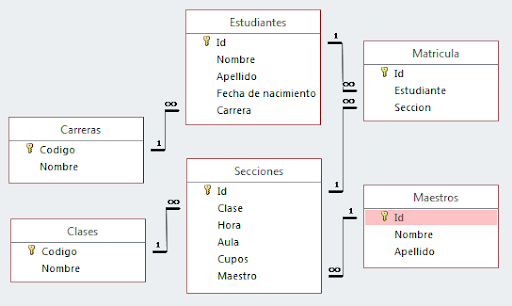 Estudiantes
Id
Nombre
Apellido
Fecha de nacimiento
Carrera
1
∞
Matricula
Id
Estudiante
Seccion
∞
∞
Carreras
Codigo
Nombre
1
Secciones
Id
Clase
Hora
Aula
Cupos
Maestro
∞
1
1
∞
Maestros
Id
Nombre
Apellido
Clases
Codigo
Nombre
1